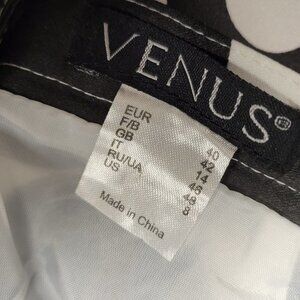 VENUS®
EUR 40
F/B 42
GB 14
IT 46
RU/UA 48
US 8
Made in China